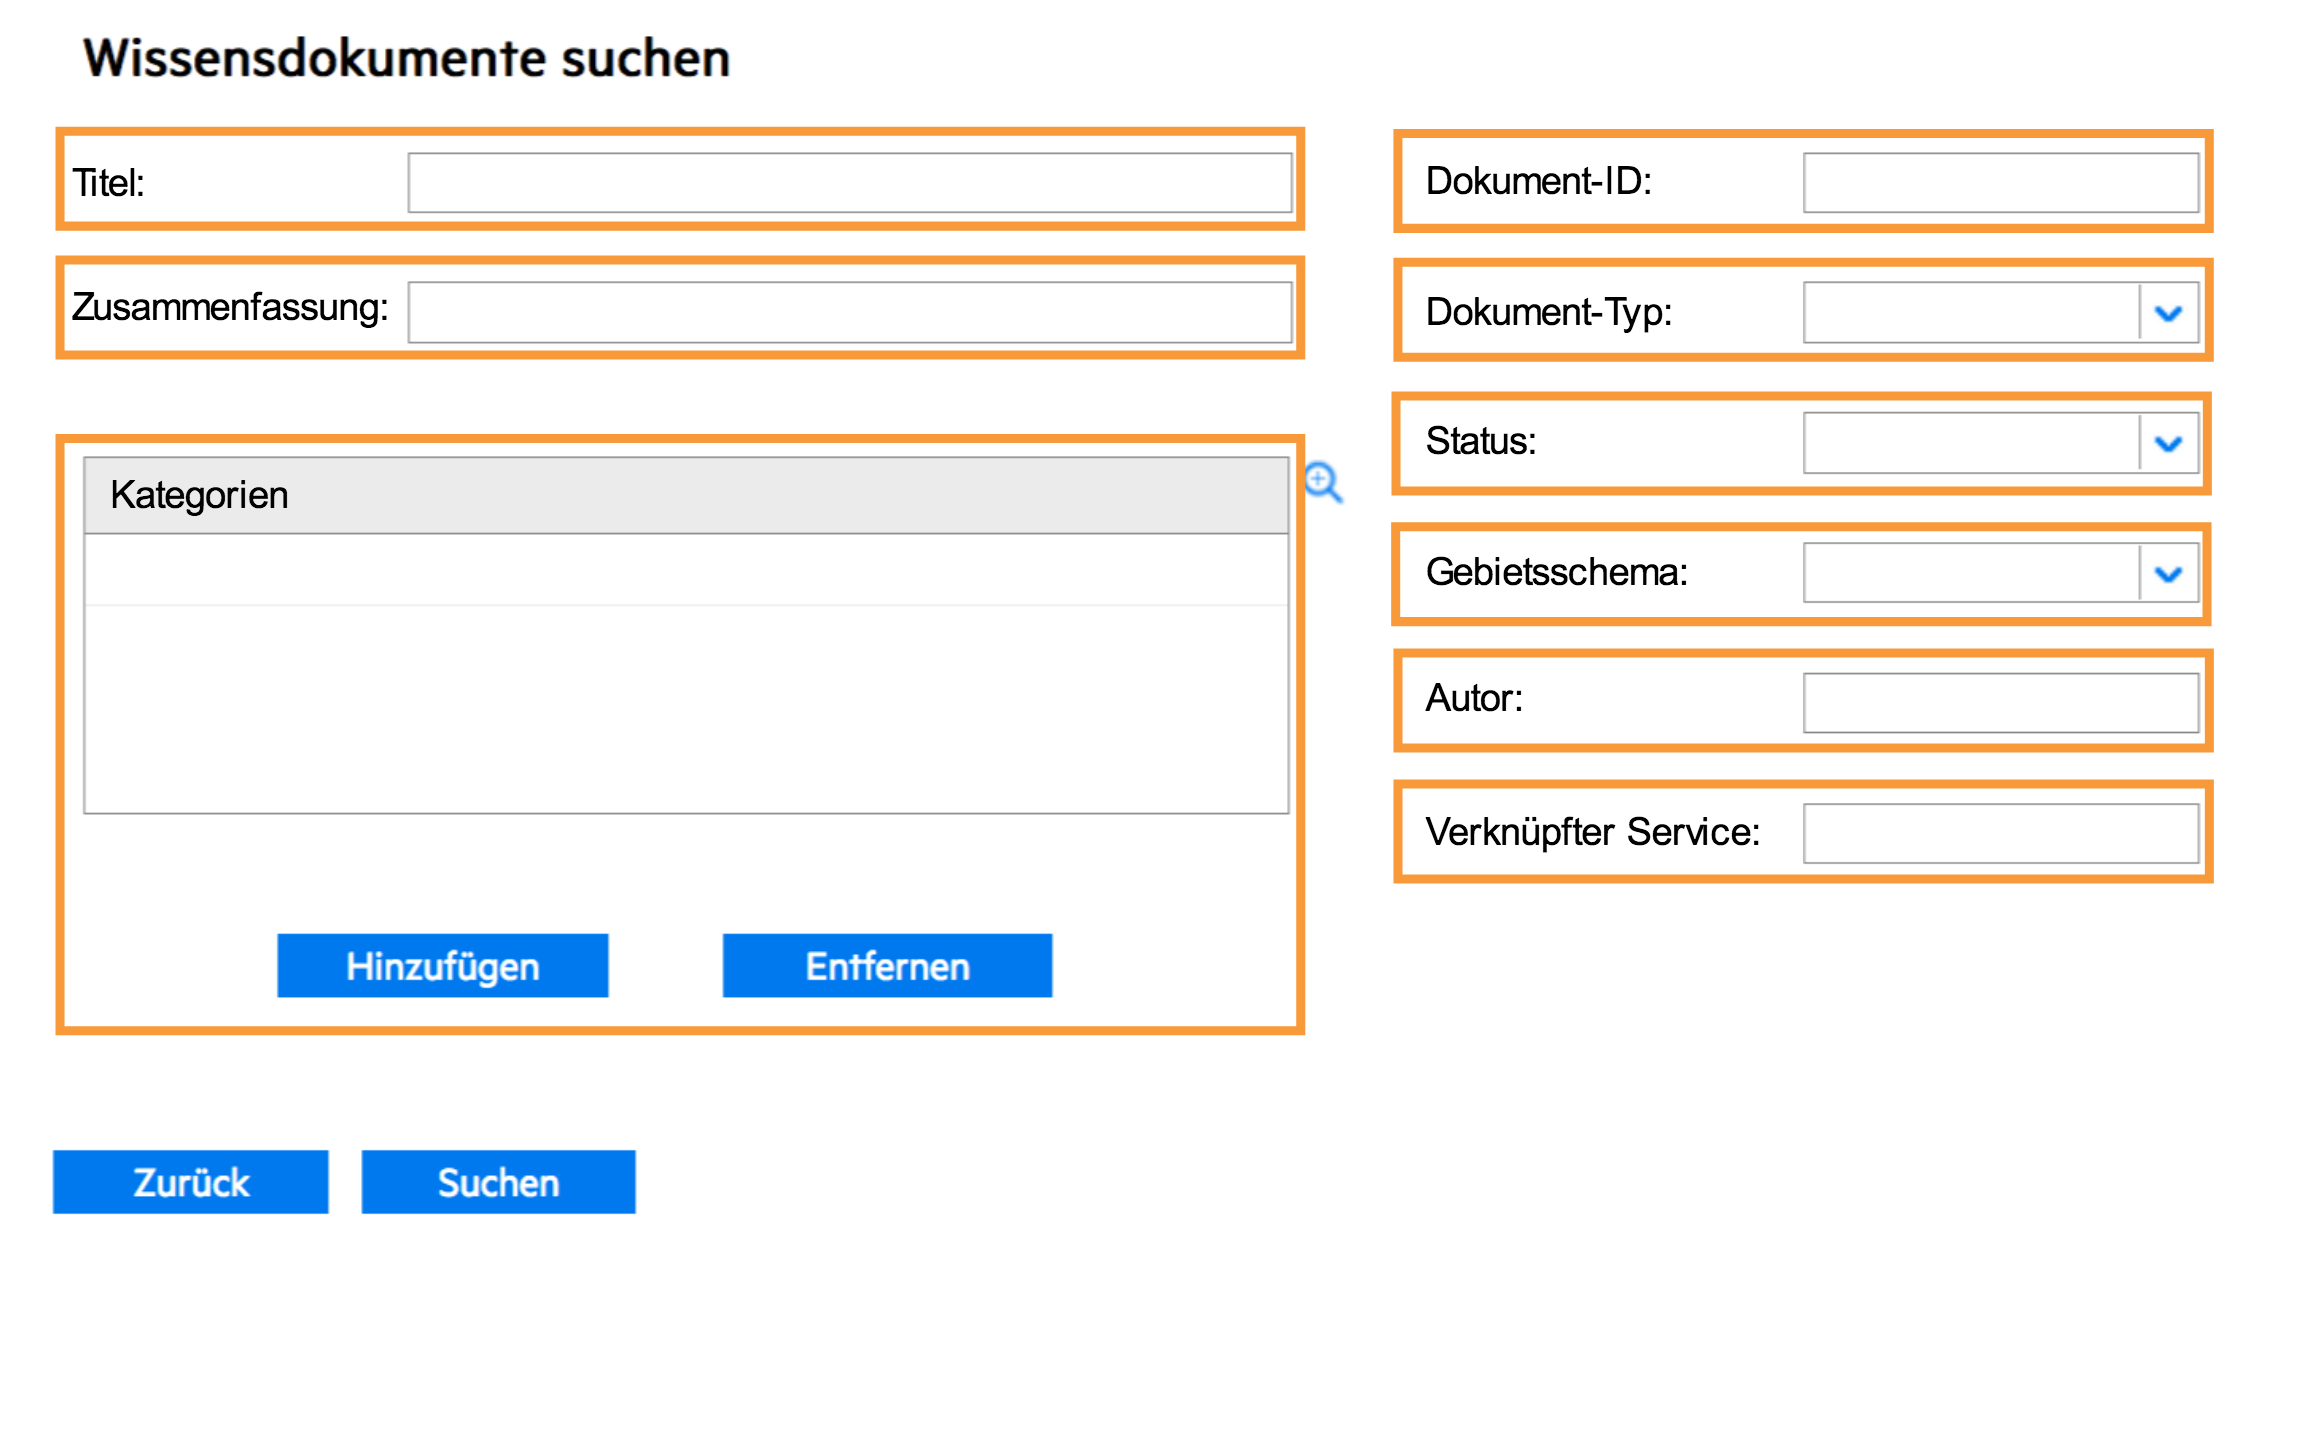 Wissensdokumente suchen
Titel:
Zusammenfassung:
Kategorien
Hinzufügen
Entfernen
Dokument-ID:
Dokument-Typ:
Status:
Gebietsschema:
Autor:
Verknüpfter Service:
Zurück
Suchen